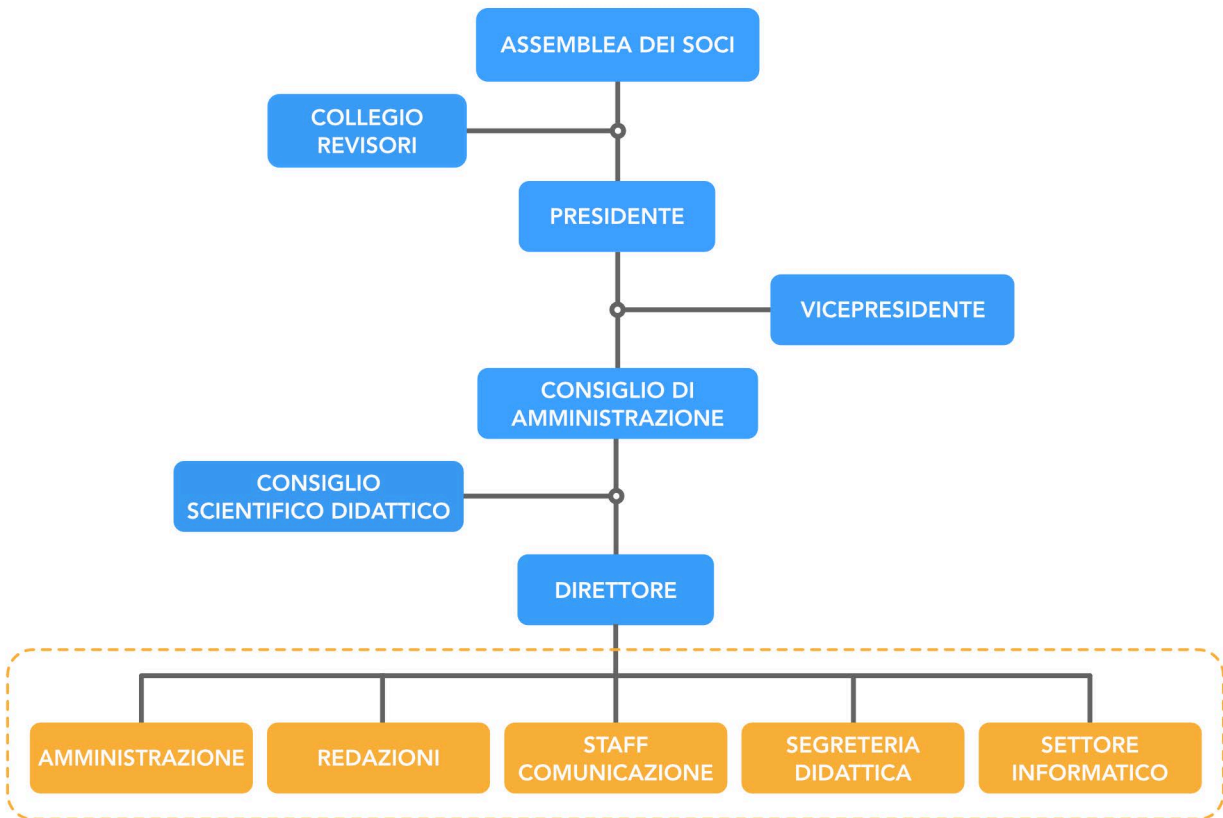 ASSEMBLEA DEI SOCI
COLLEGIO
REVISORI
PRESIDENTE
VICEPRESIDENTE
CONSIGLIO DI
AMMINISTRAZIONE
CONSIGLIO
SCIENTIFICO DIDATTICO
DIRETTORE
AMMINISTRAZIONE
REDAZIONI
STAFF
COMUNICAZIONE
SEGRETERIA
DIDATTICA
SETTORE
INFORMATICO